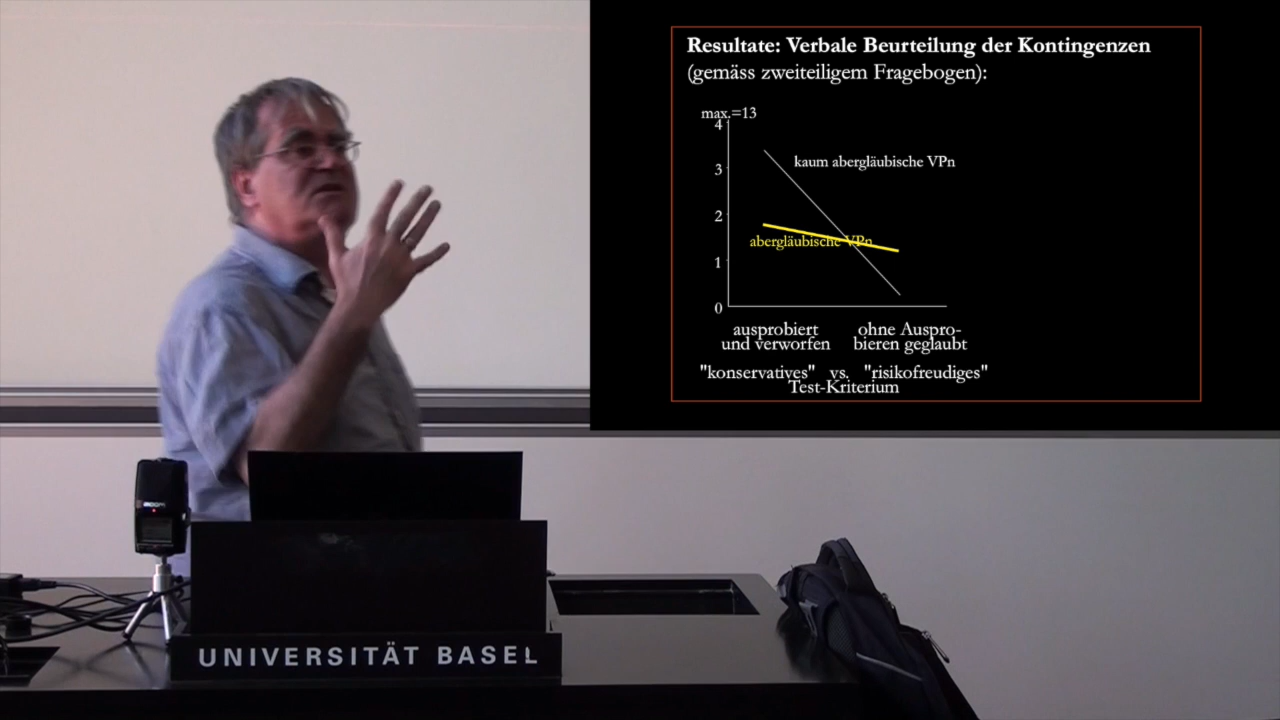 Resultate: Verbale Beurteilung der Kontingenzen
(gemäss zweiteiligem Fragebogen):
max.=13
4
3
kaum abergläubische VPn
2
abergläubische VPn
1
0
ausprobiert
und verworfen
ohne Auspro-
bieren geglaubt
"konservatives" vs. "risikofreudiges"
Test-Kriterium
zoom
UNIVERSITÄT BASEL